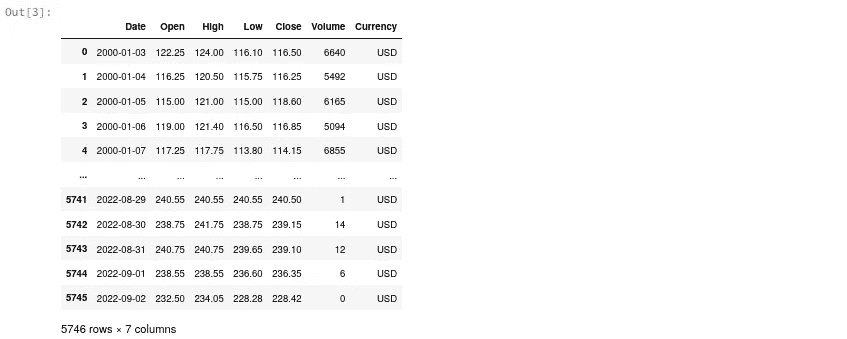 Out[3]:
Date Open High Low Close Volume Currency
0 2000-01-03 122.25 124.00 116.10 116.50 6640 USD
1 2000-01-04 116.25 120.50 115.75 116.25 5492 USD
2 2000-01-05 115.00 121.00 115.00 118.60 6165 USD
3 2000-01-06 119.00 121.40 116.50 116.85 5094 USD
4 2000-01-07 117.25 117.75 113.80 114.15 6855 USD
... ... ... ... ... ... ... ...
5741 2022-08-29 240.55 240.55 240.55 240.50 1 USD
5742 2022-08-30 238.75 241.75 238.75 239.15 14 USD
5743 2022-08-31 240.75 240.75 239.65 239.10 12 USD
5744 2022-09-01 238.55 238.55 236.60 236.35 6 USD
5745 2022-09-02 232.50 234.05 228.28 228.42 0 USD
5746 rows × 7 columns